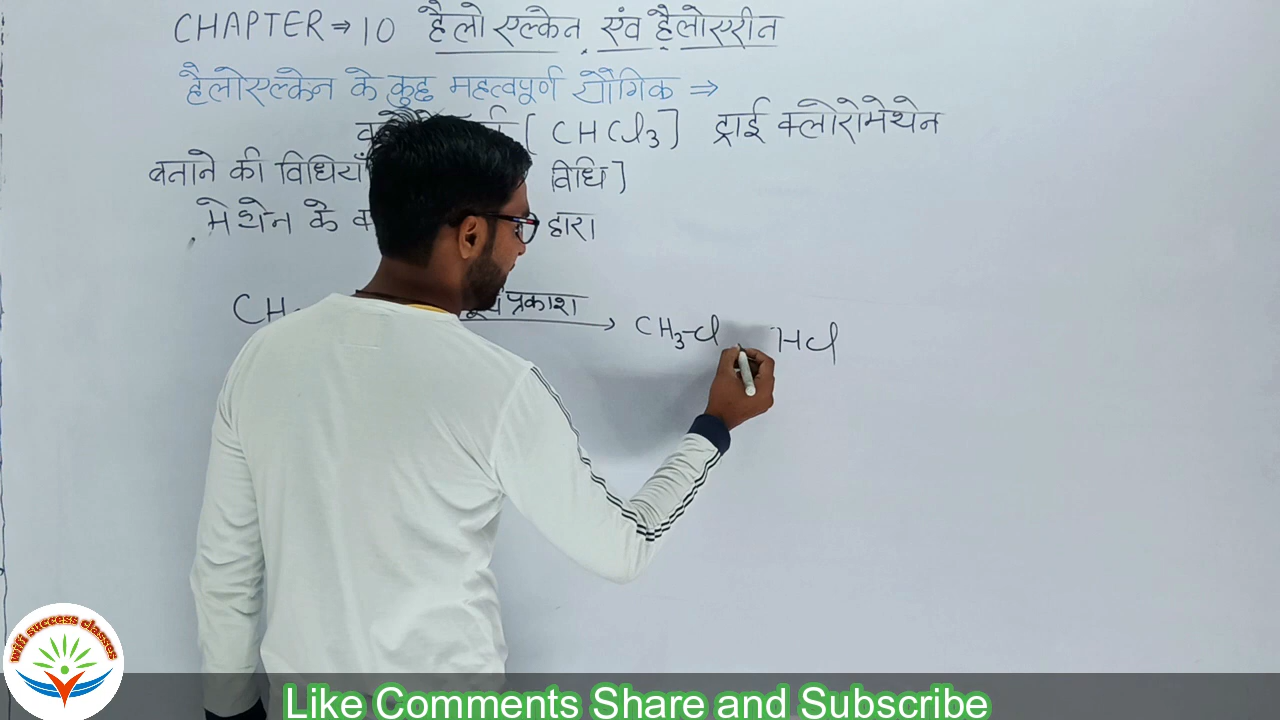 CHAPTER ⇒ 10 हैलो एल्केन एंव हैलोएरीन
हैलोएल्केन के कुछ महत्वपूर्ण यौगिक ⇒
[ CHCl3 ] ट्राई क्लोरोमेथेन
बनाने की विधियाँ विधि ]
मेथेन के द्वारा
CH प्रकाश → CH3-Cl HCl
wifi success classes
Like Comments Share and Subscribe